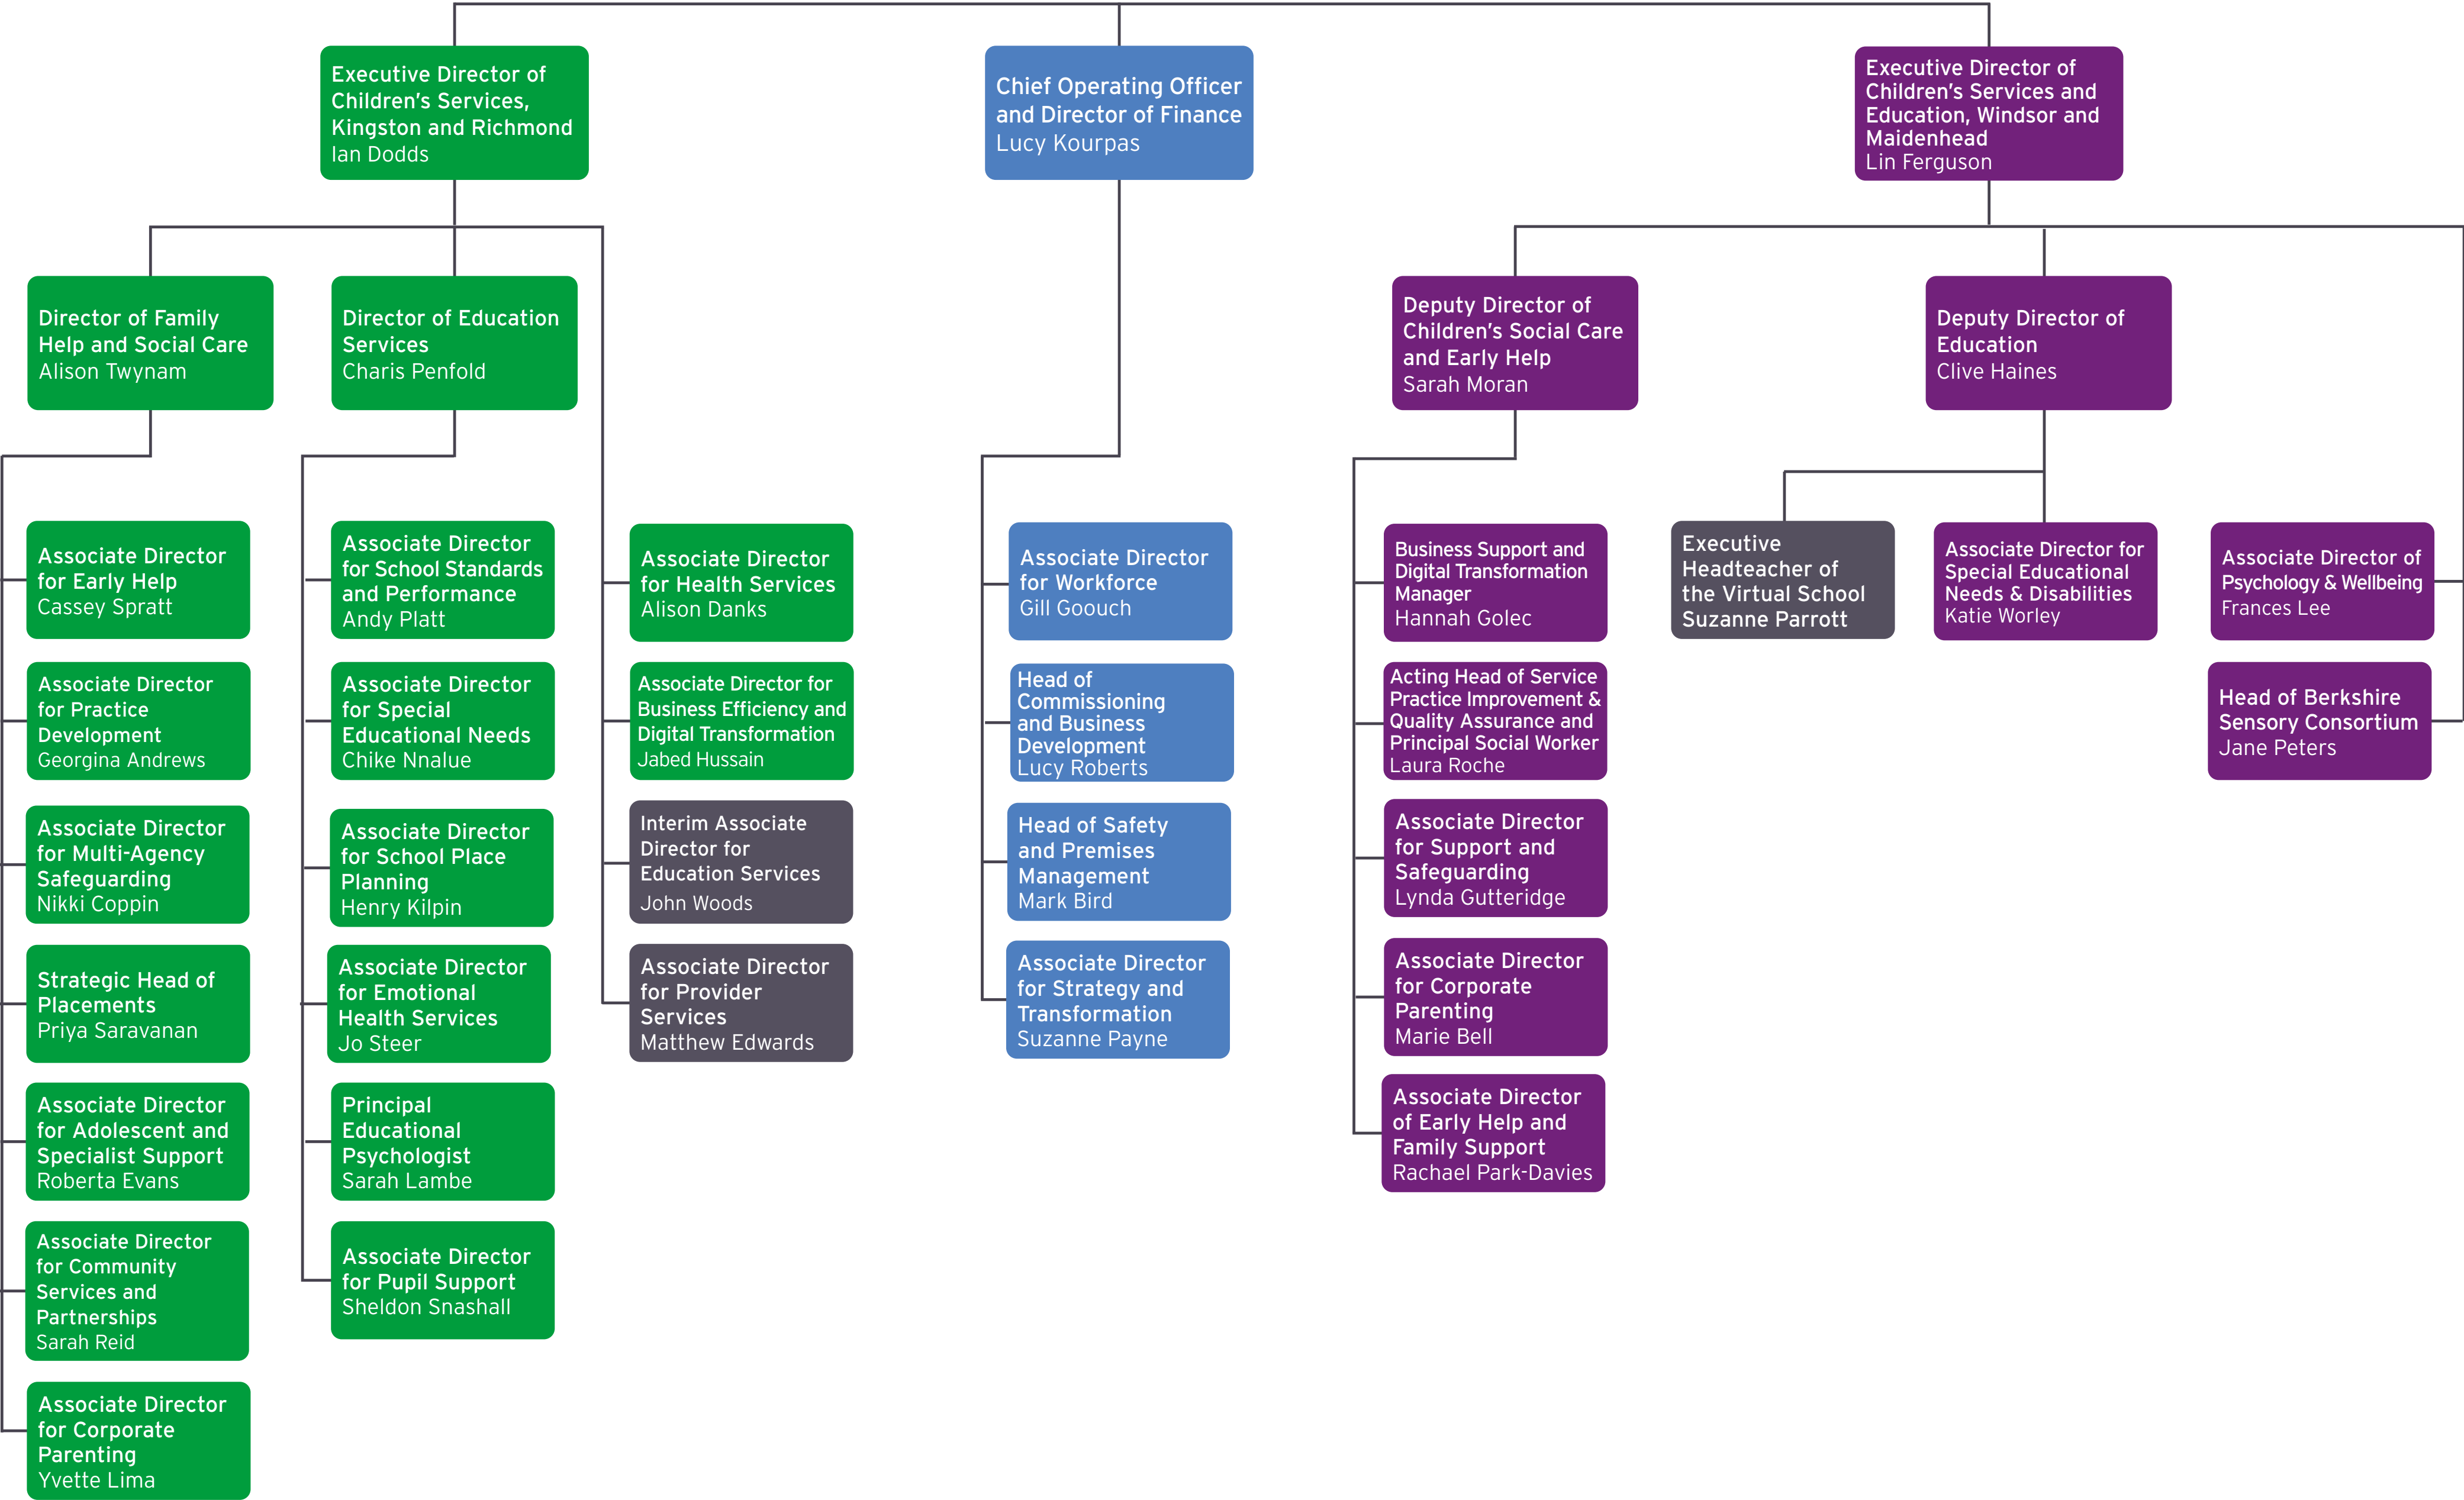 Executive Director of
Children’s Services,
Kingston and Richmond
Ian Dodds
Chief Operating Officer
and Director of Finance
Lucy Kourpas
Executive Director of
Children’s Services and
Education, Windsor and
Maidenhead
Lin Ferguson
Director of Family
Help and Social Care
Alison Twynam
Director of Education
Services
Charis Penfold
Deputy Director of
Children’s Social Care
and Early Help
Sarah Moran
Deputy Director of
Education
Clive Haines
Associate Director
for Early Help
Cassey Spratt
Associate Director
for Practice
Development
Georgina Andrews
Associate Director
for Multi-Agency
Safeguarding
Nikki Coppin
Strategic Head of
Placements
Priya Saravanan
Associate Director
for Adolescent and
Specialist Support
Roberta Evans
Associate Director
for Community
Services and
Partnerships
Sarah Reid
Associate Director
for Corporate
Parenting
Yvette Lima
Associate Director
for School Standards
and Performance
Andy Platt
Associate Director
for Special
Educational Needs
Chike Nnalue
Associate Director
for School Place
Planning
Henry Kilpin
Associate Director
for Emotional
Health Services
Jo Steer
Principal
Educational
Psychologist
Sarah Lambe
Associate Director
for Pupil Support
Sheldon Snashall
Associate Director
for Health Services
Alison Danks
Associate Director for
Business Efficiency and
Digital Transformation
Jabed Hussain
Interim Associate
Director for
Education Services
John Woods
Associate Director
for Provider
Services
Matthew Edwards
Associate Director
for Workforce
Gill Goouch
Head of
Commissioning
and Business
Development
Lucy Roberts
Head of Safety
and Premises
Management
Mark Bird
Associate Director
for Strategy and
Transformation
Suzanne Payne
Business Support and
Digital Transformation
Manager
Hannah Golec
Acting Head of Service
Practice Improvement &
Quality Assurance and
Principal Social Worker
Laura Roche
Associate Director
for Support and
Safeguarding
Lynda Gutteridge
Associate Director
for Corporate
Parenting
Marie Bell
Associate Director
of Early Help and
Family Support
Rachael Park-Davies
Executive
Headteacher of
the Virtual School
Suzanne Parrott
Associate Director for
Special Educational
Needs & Disabilities
Katie Worley
Associate Director of
Psychology & Wellbeing
Frances Lee
Head of Berkshire
Sensory Consortium
Jane Peters